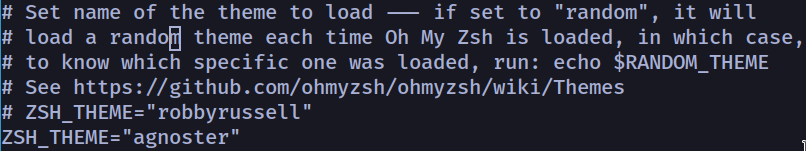 # Set name of the theme to load --- if set to "random", it will
# load a random theme each time Oh My Zsh is loaded, in which case,
# to know which specific one was loaded, run: echo $RANDOM_THEME
# See https://github.com/ohmyzsh/ohmyzsh/wiki/Themes
# ZSH_THEME="robbyrussell"
ZSH_THEME="agnoster"